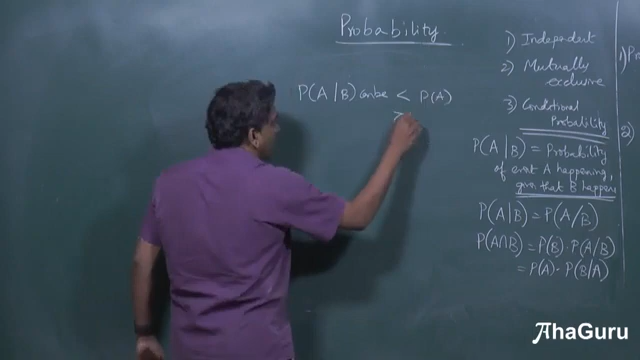 Probability
P(A|B) can be < P(A)
>
1) Independent
2) Mutually
exclusive
3) Conditional
Probability
P(A|B) = Probability
of event A happening,
given that B happens
P(A|B) = P(A/B)
P(A∩B) = P(B) · P(A/B)
= P(A) · P(B/A)
1)
2)
AhaGuru